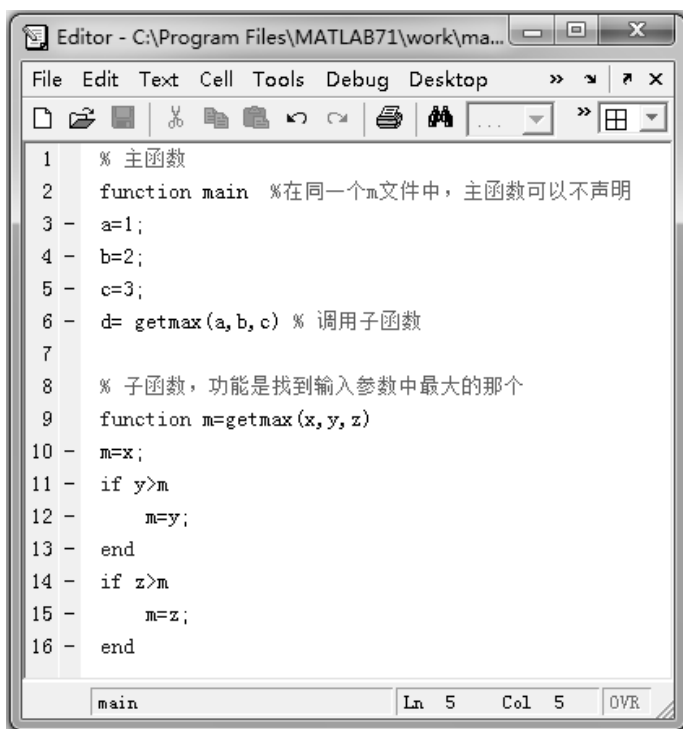 Editor - C:\Program Files\MATLAB71\work\ma...
File Edit Text Cell Tools Debug Desktop
...
1 % 主函数
2 function main %在同一个m文件中，主函数可以不声明
3 - a=1;
4 - b=2;
5 - c=3;
6 - d= getmax(a,b,c) % 调用子函数
7
8 % 子函数，功能是找到输入参数中最大的那个
9 function m=getmax(x,y,z)
10 - m=x;
11 - if y>m
12 - m=y;
13 - end
14 - if z>m
15 - m=z;
16 - end
main Ln 5 Col 5 OVR